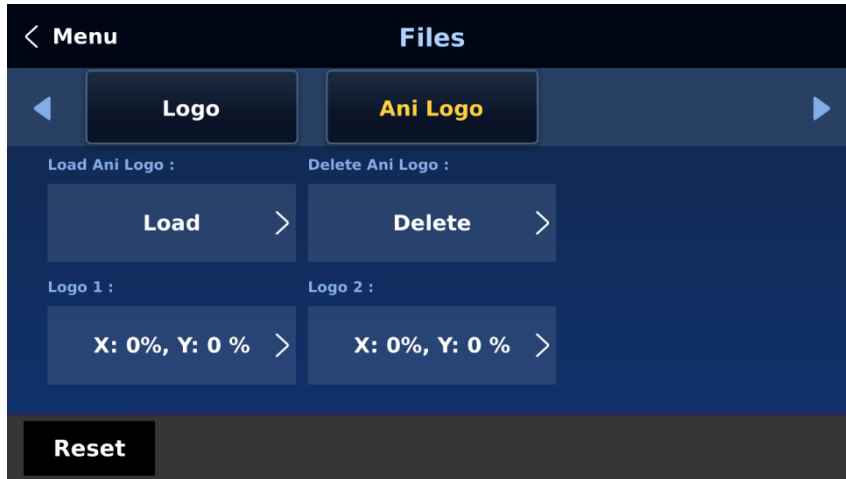 Menu
Files
Logo
Ani Logo
Load Ani Logo :
Delete Ani Logo :
Load
Delete
Logo 1 :
Logo 2 :
X: 0%, Y: 0 %
X: 0%, Y: 0 %
Reset